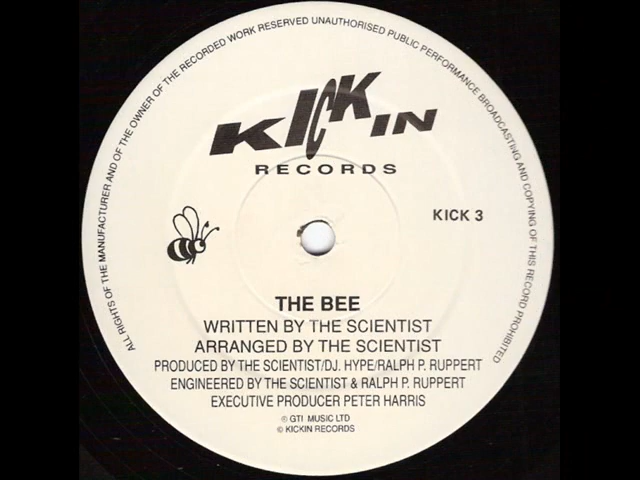 ALL RIGHTS OF THE MANUFACTURER AND OF THE OWNER OF THE RECORDED WORK RESERVED UNAUTHORISED PUBLIC PERFORMANCE BROADCASTING AND COPYING OF THIS RECORD PROHIBITED
KICKIN
RECORDS
KICK 3
THE BEE
WRITTEN BY THE SCIENTIST
ARRANGED BY THE SCIENTIST
PRODUCED BY THE SCIENTIST/DJ. HYPE/RALPH P. RUPPERT
ENGINEERED BY THE SCIENTIST & RALPH P. RUPPERT
EXECUTIVE PRODUCER PETER HARRIS
℗ GTI MUSIC LTD
© KICKIN RECORDS